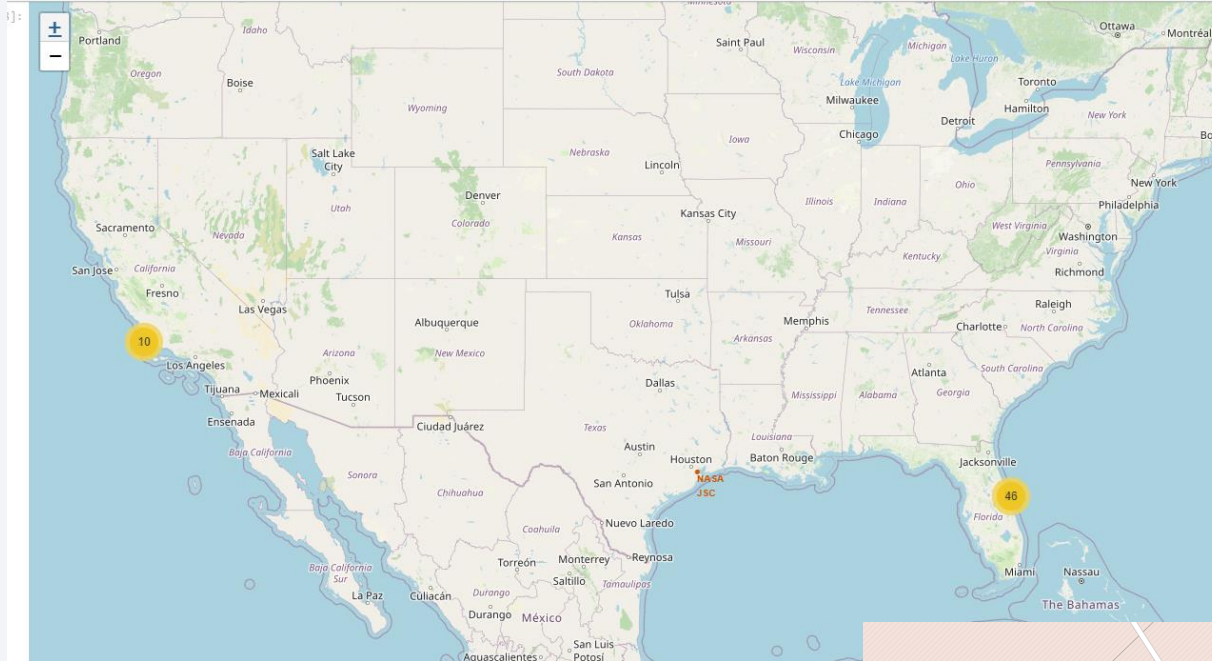 ]:
+
−
Portland
Idaho
Oregon
Boise
Wyoming
South Dakota
Saint Paul
Wisconsin
Michigan
Lake Huron
Ottawa
Montréal
Toronto
Lake Michigan
Milwaukee
Hamilton
Detroit
New York
Chicago
Iowa
Nebraska
Lincoln
Salt Lake
City
Denver
Utah
Colorado
Pennsylvania
New York
Philadelphia
Ohio
Illinois
Indiana
Kansas City
Sacramento
Nevada
Kansas
Missouri
West Virginia
Washington
Virginia
Kentucky
San Jose
California
Richmond
Fresno
Las Vegas
Tulsa
Raleigh
Albuquerque
Oklahoma
Memphis
Tennessee
Charlotte
North Carolina
10
Arizona
New Mexico
Arkansas
Los Angeles
South Carolina
Atlanta
Phoenix
Dallas
Tijuana
Mexicali
Tucson
Mississippi
Alabama
Georgia
Ensenada
Ciudad Juárez
Texas
Louisiana
Baja California
Austin
Houston
Baton Rouge
Jacksonville
Sonora
NASA
San Antonio
JSC
Chihuahua
46
Florida
Nuevo Laredo
Coahuila
Baja California
Sur
Torreón
Monterrey
Reynosa
Saltillo
Tamaulipas
Miami
Nassau
La Paz
Culiacán
Durango
Durango
México
The Bahamas
San Luis
Potosí
Aguascalientes